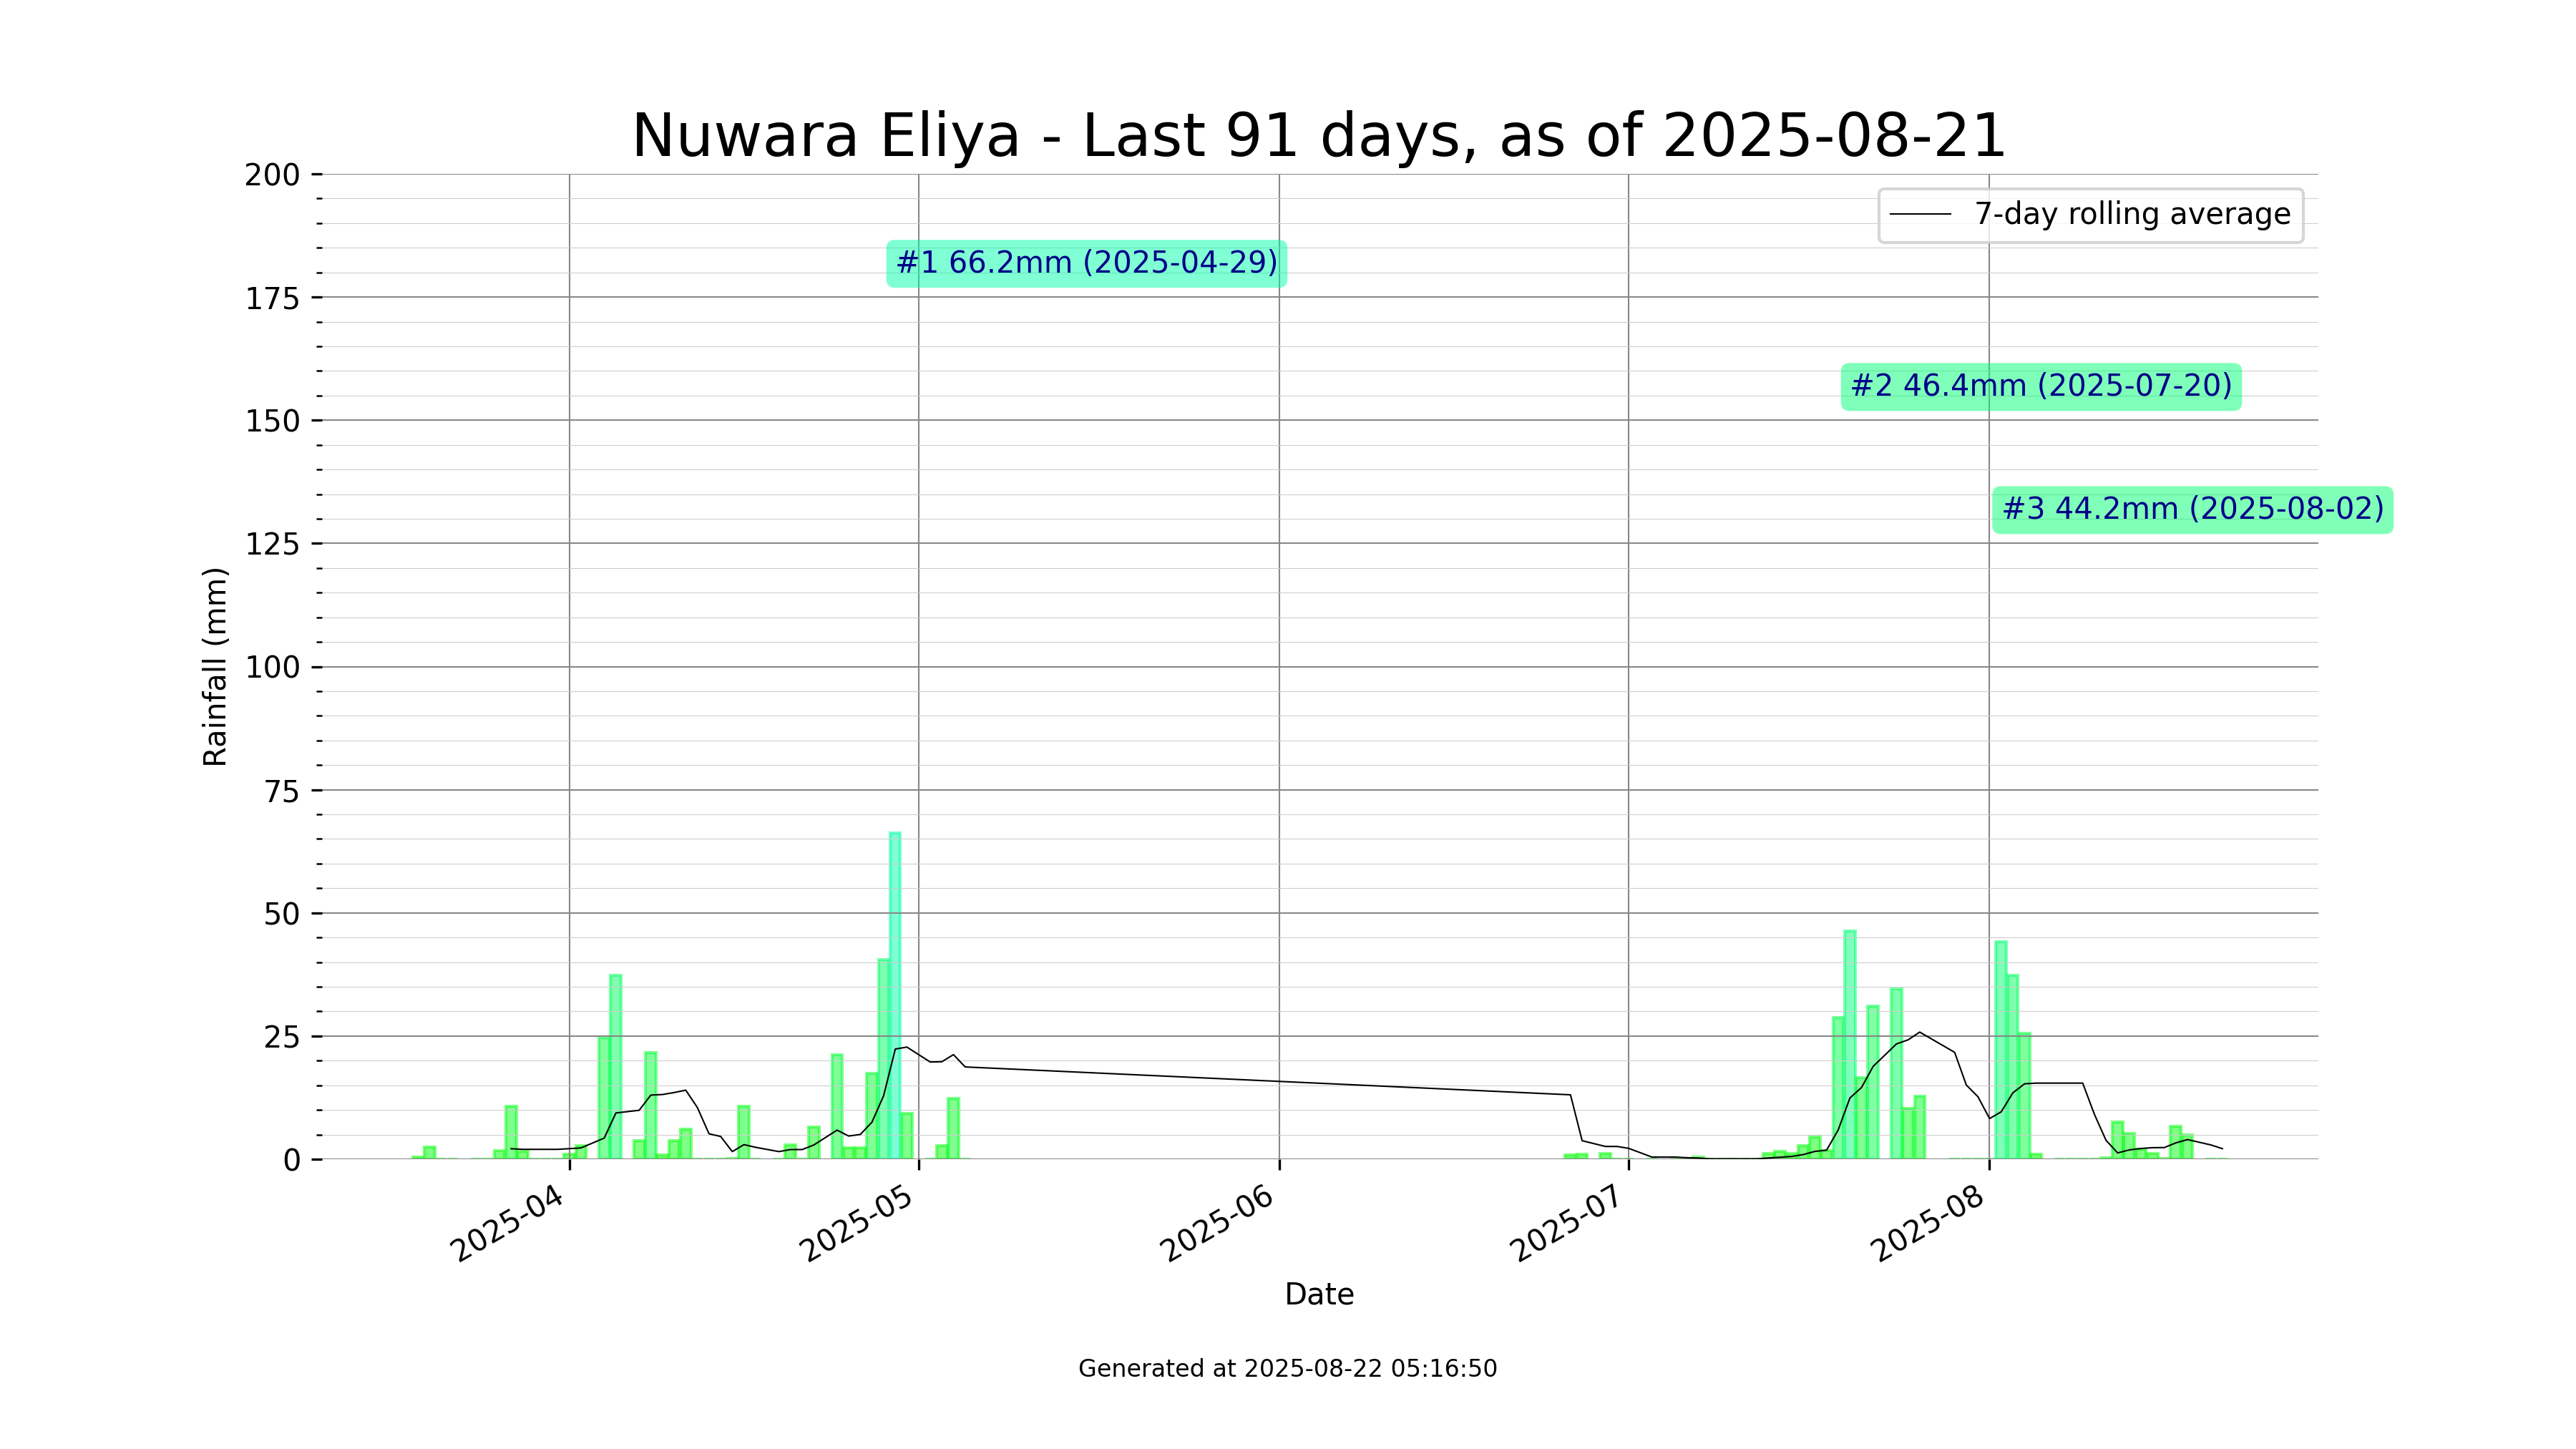 Nuwara Eliya - Last 91 days, as of 2025-08-21
200
175
150
125
100
75
50
25
0
Rainfall (mm)
7-day rolling average
#1 66.2mm (2025-04-29)
#2 46.4mm (2025-07-20)
#3 44.2mm (2025-08-02)
2025-04
2025-05
2025-06
2025-07
2025-08
Date
Generated at 2025-08-22 05:16:50